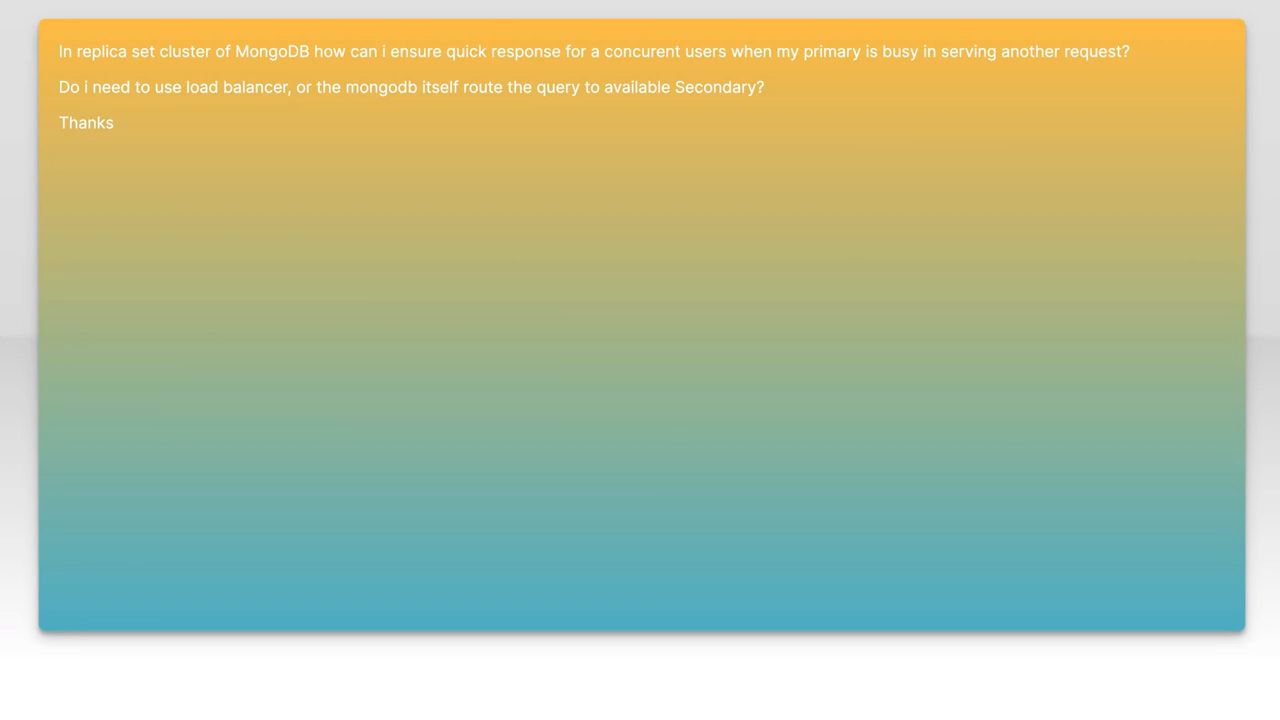 In replica set cluster of MongoDB how can i ensure quick response for a concurent users when my primary is busy in serving another request?
Do i need to use load balancer, or the mongodb itself route the query to available Secondary?
Thanks